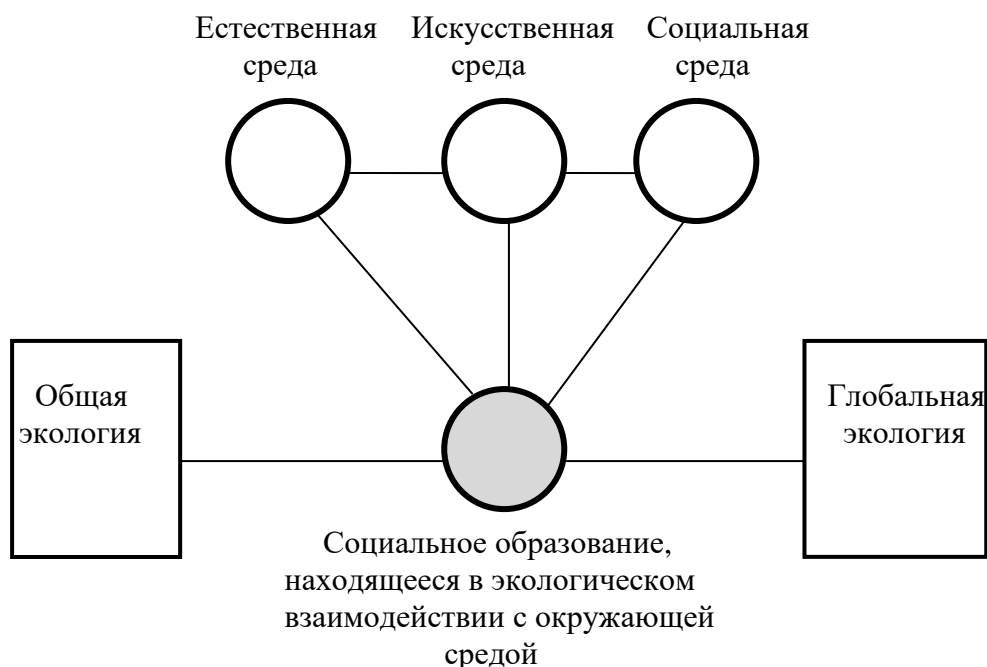 Естественная
среда
Искусственная
среда
Социальная
среда
Общая
экология
Глобальная
экология
Социальное образование,
находящееся в экологическом
взаимодействии с окружающей
средой